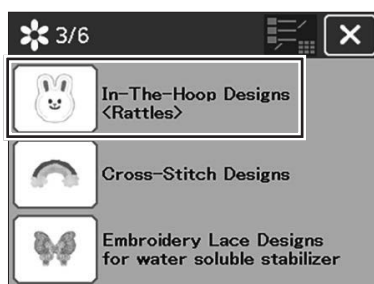 3/6
In-The-Hoop Designs
<Rattles>
Cross-Stitch Designs
Embroidery Lace Designs
for water soluble stabilizer